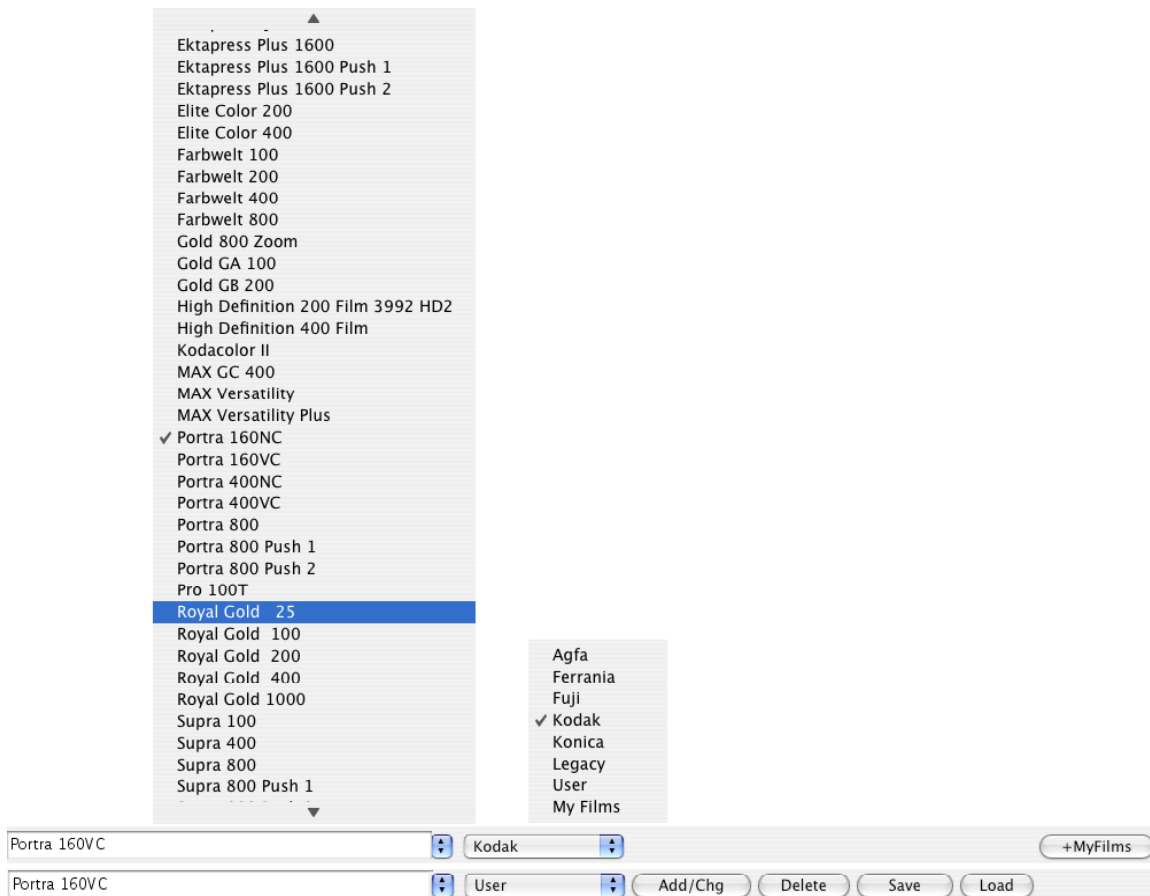 Ektapress Plus 1600
Ektapress Plus 1600 Push 1
Ektapress Plus 1600 Push 2
Elite Color 200
Elite Color 400
Farbwelt 100
Farbwelt 200
Farbwelt 400
Farbwelt 800
Gold 800 Zoom
Gold GA 100
Gold GB 200
High Definition 200 Film 3992 HD2
High Definition 400 Film
Kodacolor II
MAX GC 400
MAX Versatility
MAX Versatility Plus
✓ Portra 160NC
Portra 160VC
Portra 400NC
Portra 400VC
Portra 800
Portra 800 Push 1
Portra 800 Push 2
Pro 100T
Royal Gold 25
Royal Gold 100
Royal Gold 200
Royal Gold 400
Royal Gold 1000
Supra 100
Supra 400
Supra 800
Supra 800 Push 1
Agfa
Ferrania
Fuji
✓ Kodak
Konica
Legacy
User
My Films
Portra 160VC Kodak +MyFilms
Portra 160VC User Add/Chg Delete Save Load